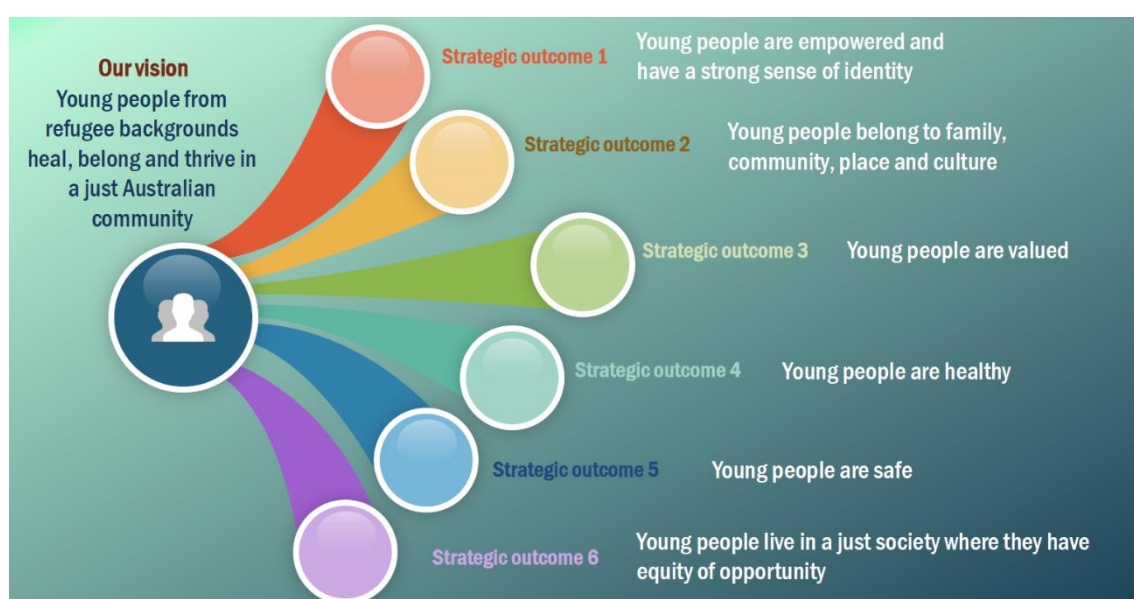 Our vision
Young people from
refugee backgrounds
heal, belong and thrive in
a just Australian
community
Strategic outcome 1
Young people are empowered and
have a strong sense of identity
Strategic outcome 2
Young people belong to family,
community, place and culture
Strategic outcome 3
Young people are valued
Strategic outcome 4
Young people are healthy
Strategic outcome 5
Young people are safe
Strategic outcome 6
Young people live in a just society where they have
equity of opportunity